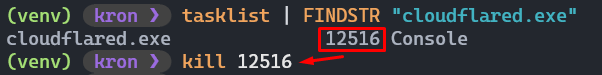 (venv) kron ❯ tasklist | FINDSTR "cloudflared.exe"
cloudflared.exe 12516 Console
(venv) kron ❯ kill 12516